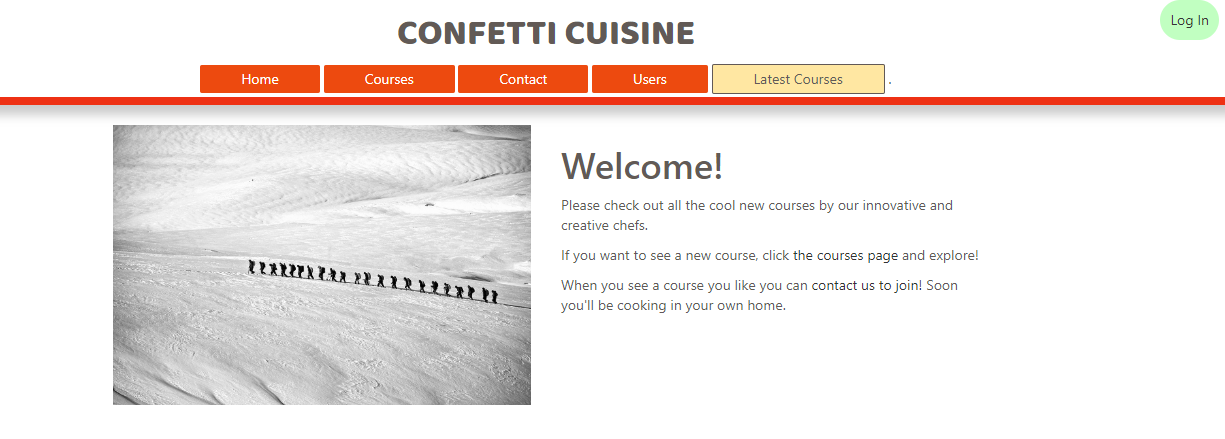 CONFETTI CUISINE
Log In
Home Courses Contact Users Latest Courses .
Welcome!
Please check out all the cool new courses by our innovative and
creative chefs.
If you want to see a new course, click the courses page and explore!
When you see a course you like you can contact us to join! Soon
you'll be cooking in your own home.